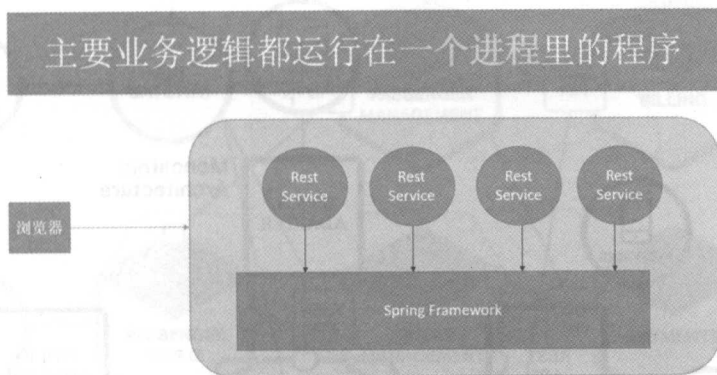 主要业务逻辑都运行在一个进程里的程序
Rest
Service
Rest
Service
Rest
Service
Rest
Service
浏览器
Spring Framework